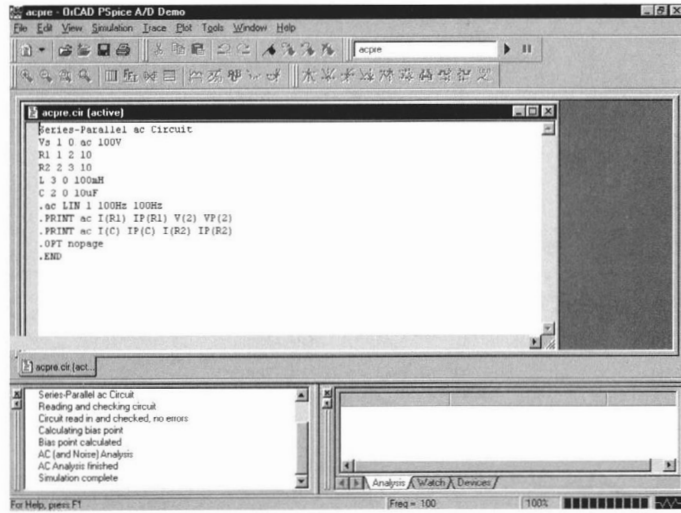 acpre - OrCAD PSpice A/D Demo
File Edit View Simulation Trace Plot Tools Window Help
acpre
acpre.cir (active)
Series-Parallel ac Circuit
Vs 1 0 ac 100V
R1 1 2 10
R2 2 3 10
L 3 0 100mH
C 2 0 10uF
.ac LIN 1 100Hz 100Hz
.PRINT ac I(R1) IP(R1) V(2) VP(2)
.PRINT ac I(C) IP(C) I(R2) IP(R2)
.OPT nopage
.END
acpre.cir (act...
Series-Parallel ac Circuit
Reading and checking circuit
Circuit read in and checked, no errors
Calculating bias point
Bias point calculated
AC (and Noise) Analysis
AC Analysis finished
Simulation complete
Analysis Watch Devices
For Help, press F1 Freq = 100 100%